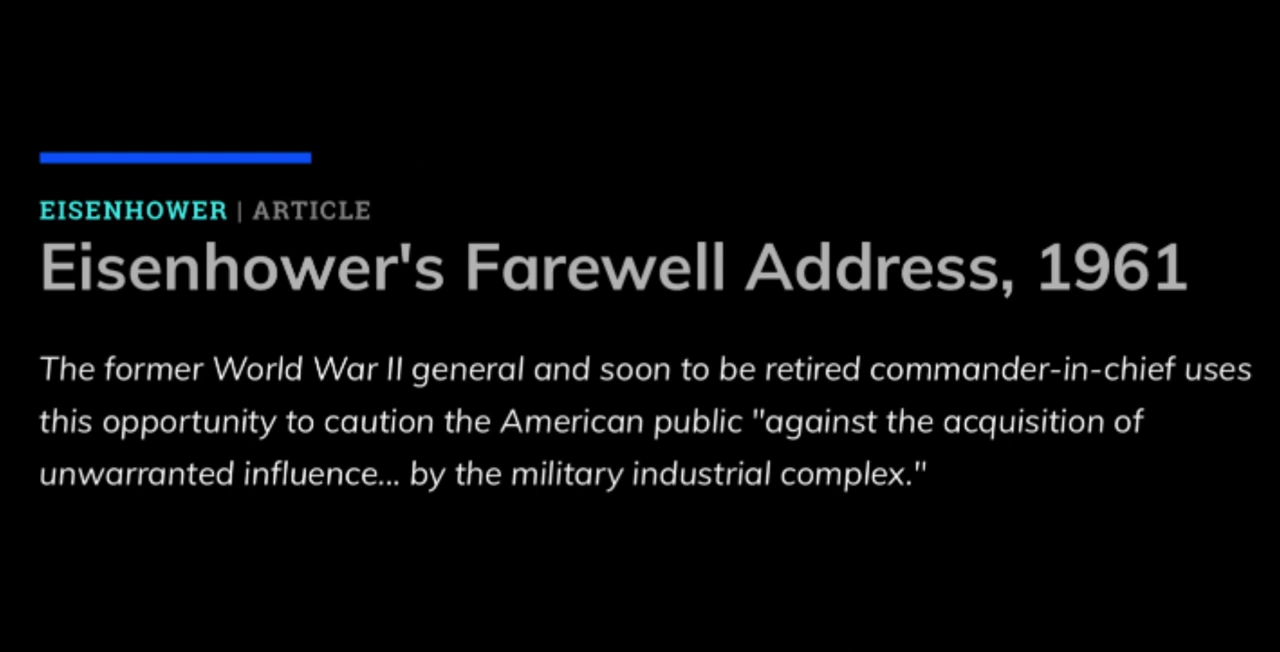 EISENHOWER | ARTICLE
Eisenhower's Farewell Address, 1961
The former World War II general and soon to be retired commander-in-chief uses
this opportunity to caution the American public "against the acquisition of
unwarranted influence... by the military industrial complex."